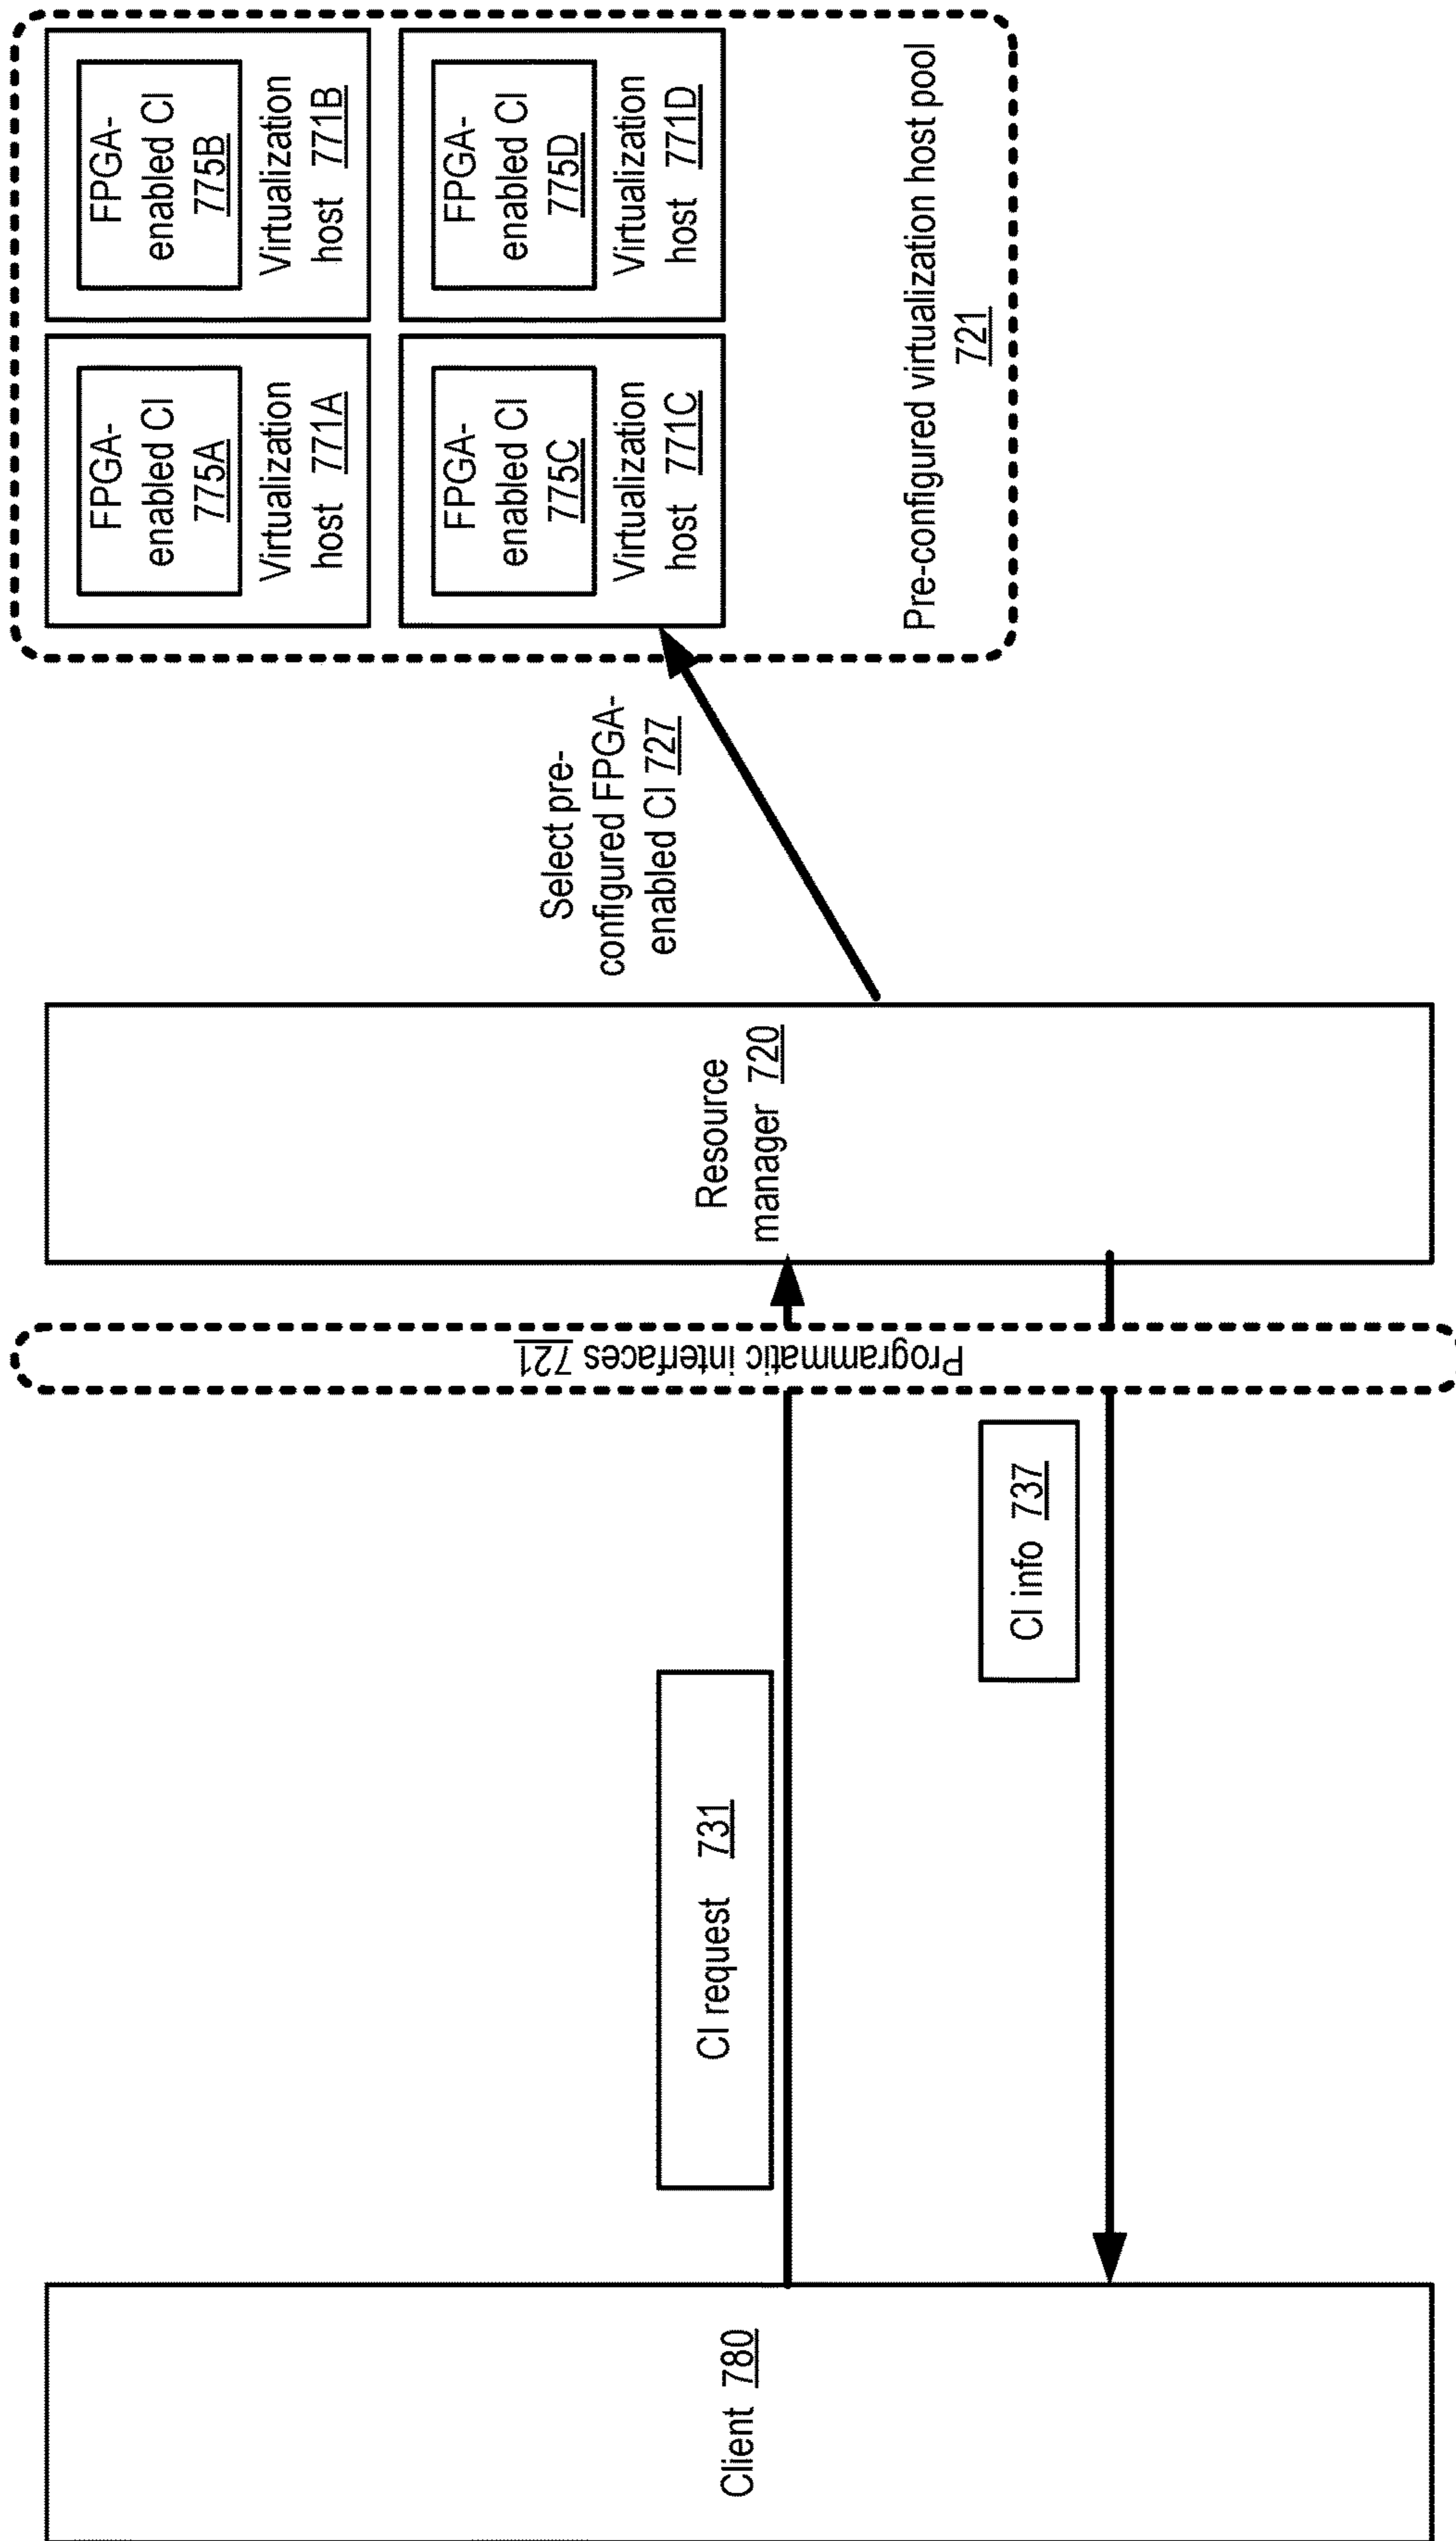 Client 780
CI request 731
CI info 737
Programmatic interfaces 721
Resource
manager 720
Select pre-
configured FPGA-
enabled CI 727
FPGA-
enabled CI
775A
Virtualization
host 771A
FPGA-
enabled CI
775B
Virtualization
host 771B
FPGA-
enabled CI
775C
Virtualization
host 771C
FPGA-
enabled CI
775D
Virtualization
host 771D
Pre-configured virtualization host pool
721